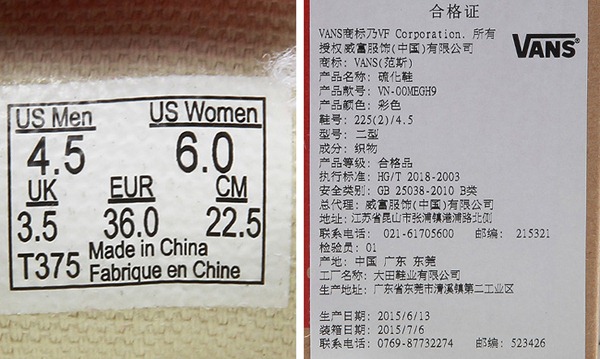 US Men US Women
4.5 6.0
UK EUR CM
3.5 36.0 22.5
T375 Made in China
Fabrique en Chine
合格证
VANS商标乃VF Corporation. 所有
授权威富服饰(中国)有限公司
VANS
商标: VANS(范斯)
产品名称: 硫化鞋
产品款号: VN-00MEGH9
产品颜色: 彩色
鞋号: 225(2)/4.5
型号: 二型
成分: 织物
产品等级: 合格品
执行标准: HG/T 2018-2003
安全类别: GB 25038-2010 B类
总代理: 威富服饰(中国)有限公司
地址: 江苏省昆山市张浦镇港浦路北侧
联系电话: 021-61705600 邮编: 215321
检验员: 01
产地: 中国 广东 东莞
工厂名称: 大田鞋业有限公司
生产地址: 广东省东莞市清溪镇第二工业区
生产日期: 2015/6/13
装箱日期: 2015/7/6
联系电话: 0769-87732274 邮编: 523426